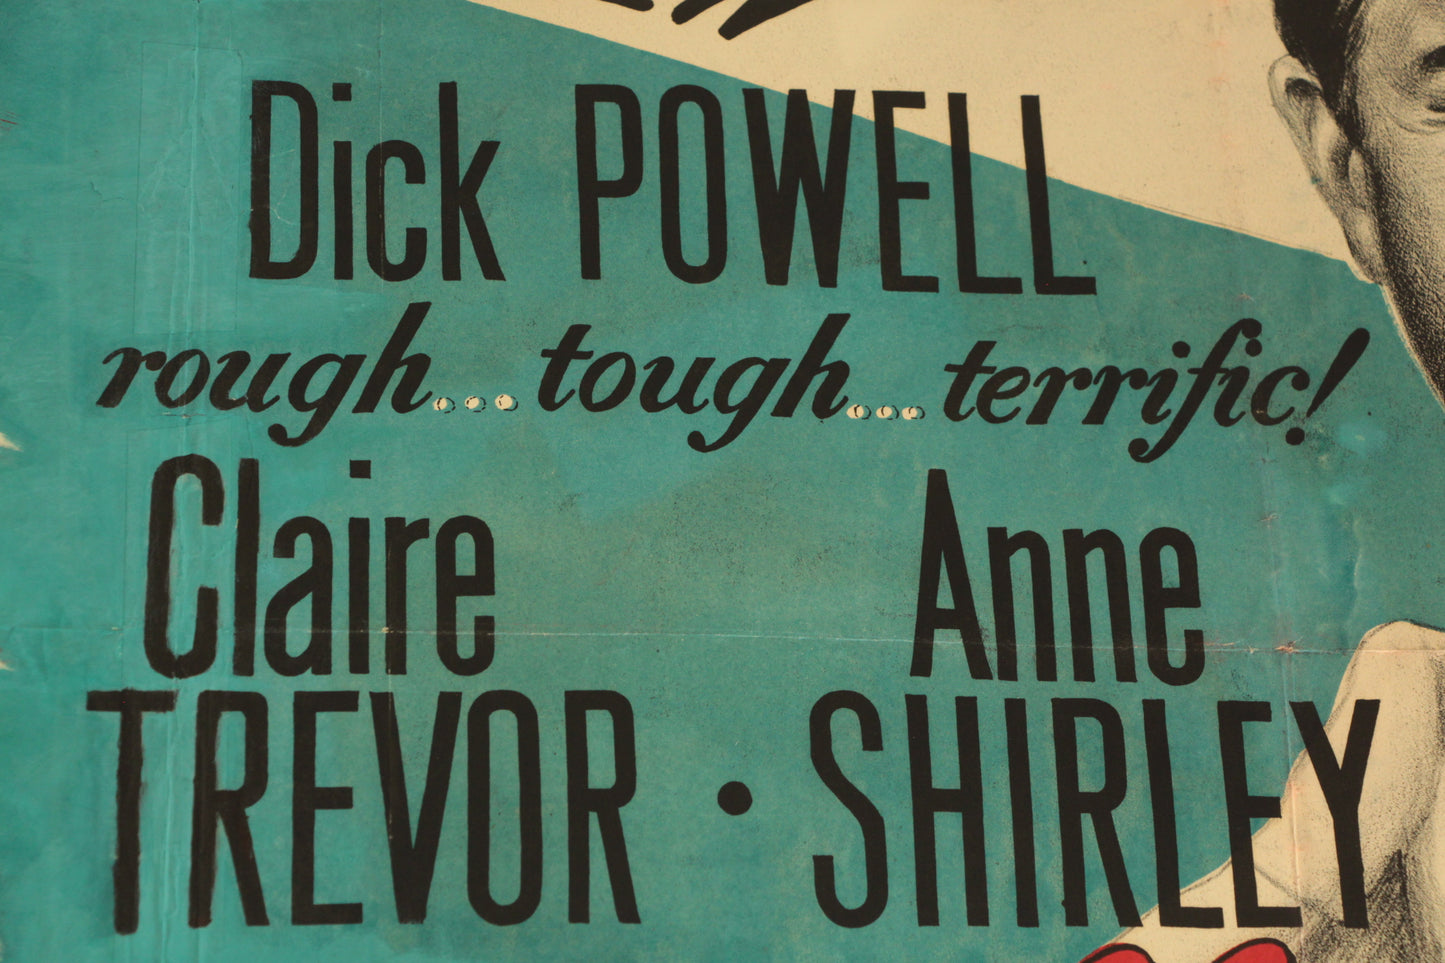 Dick POWELL
rough...tough...terrific!
Claire Anne
TREVOR • SHIRLEY